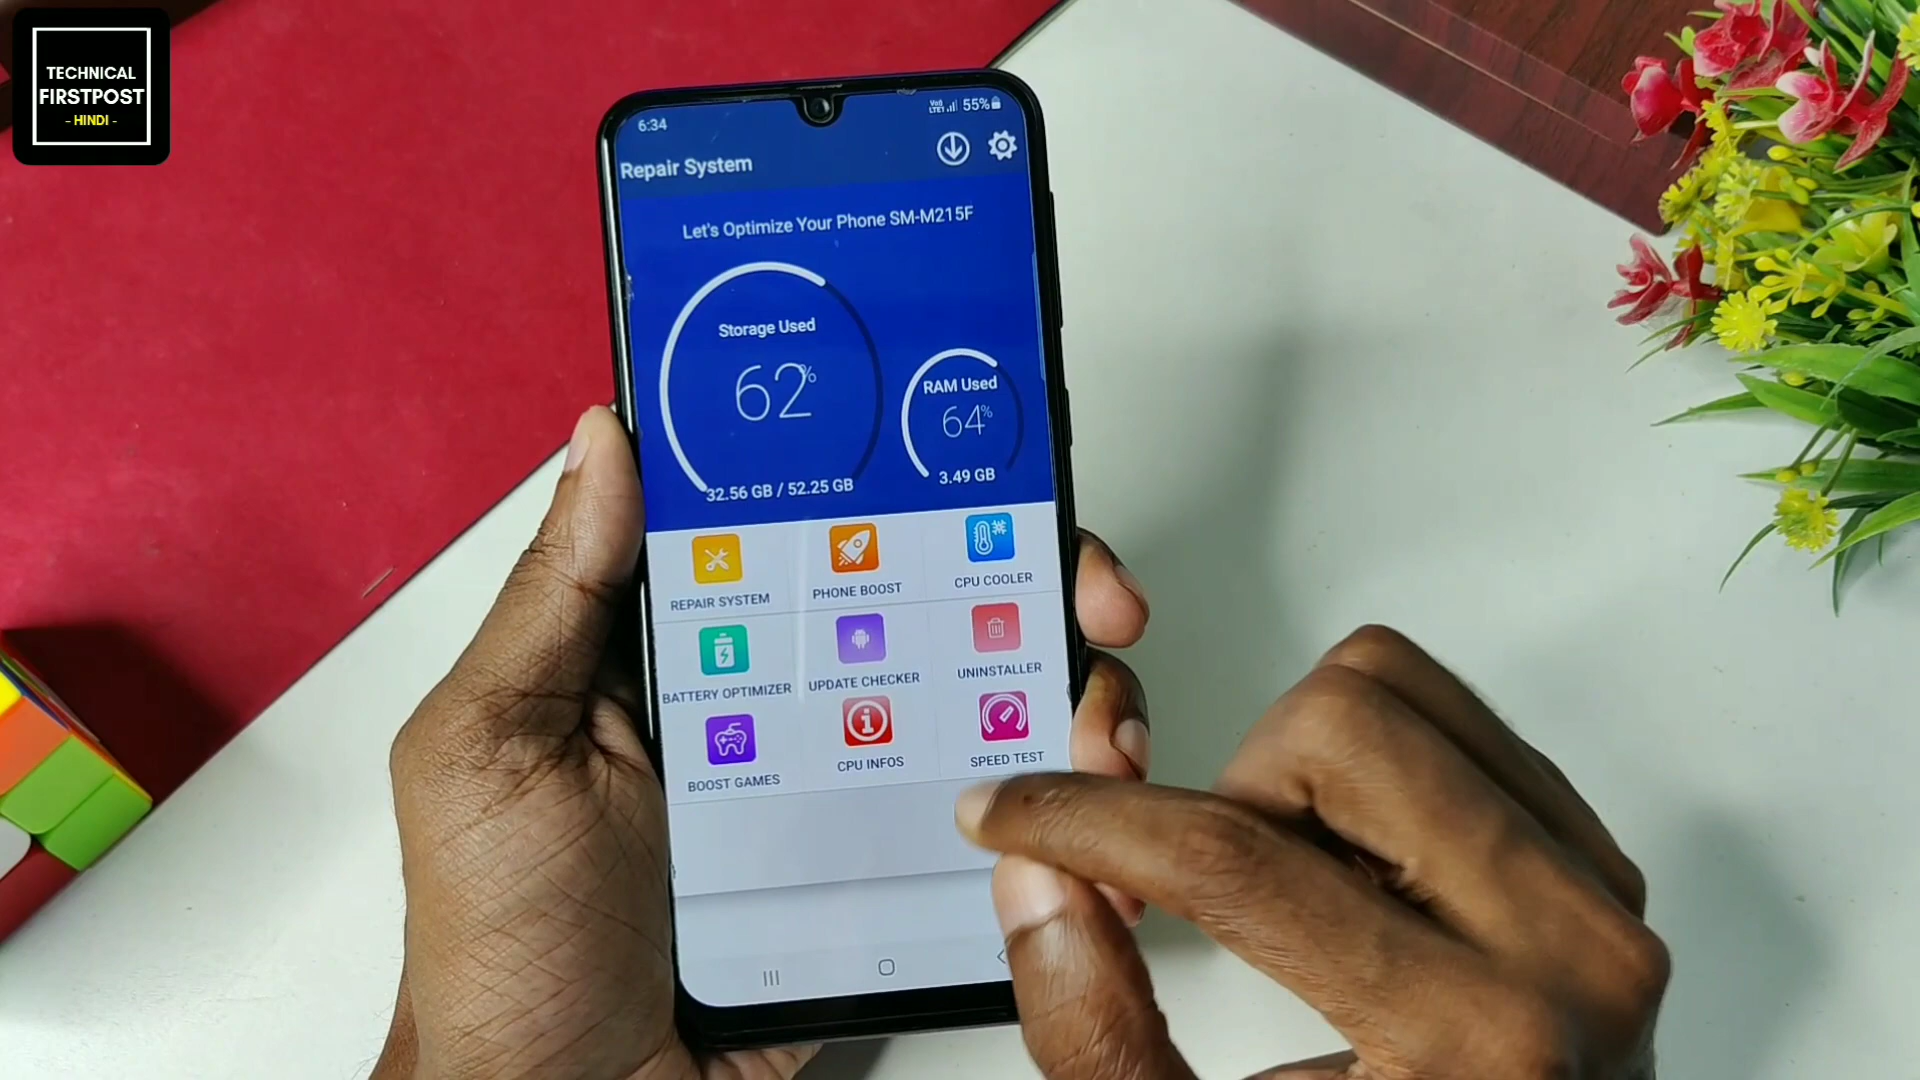 TECHNICAL
FIRSTPOST
- HINDI -
6:34
55%
Repair System
Let's Optimize Your Phone SM-M215F
Storage Used
62%
32.56 GB / 52.25 GB
RAM Used
64%
3.49 GB
REPAIR SYSTEM
PHONE BOOST
CPU COOLER
BATTERY OPTIMIZER
UPDATE CHECKER
UNINSTALLER
BOOST GAMES
CPU INFOS
SPEED TEST